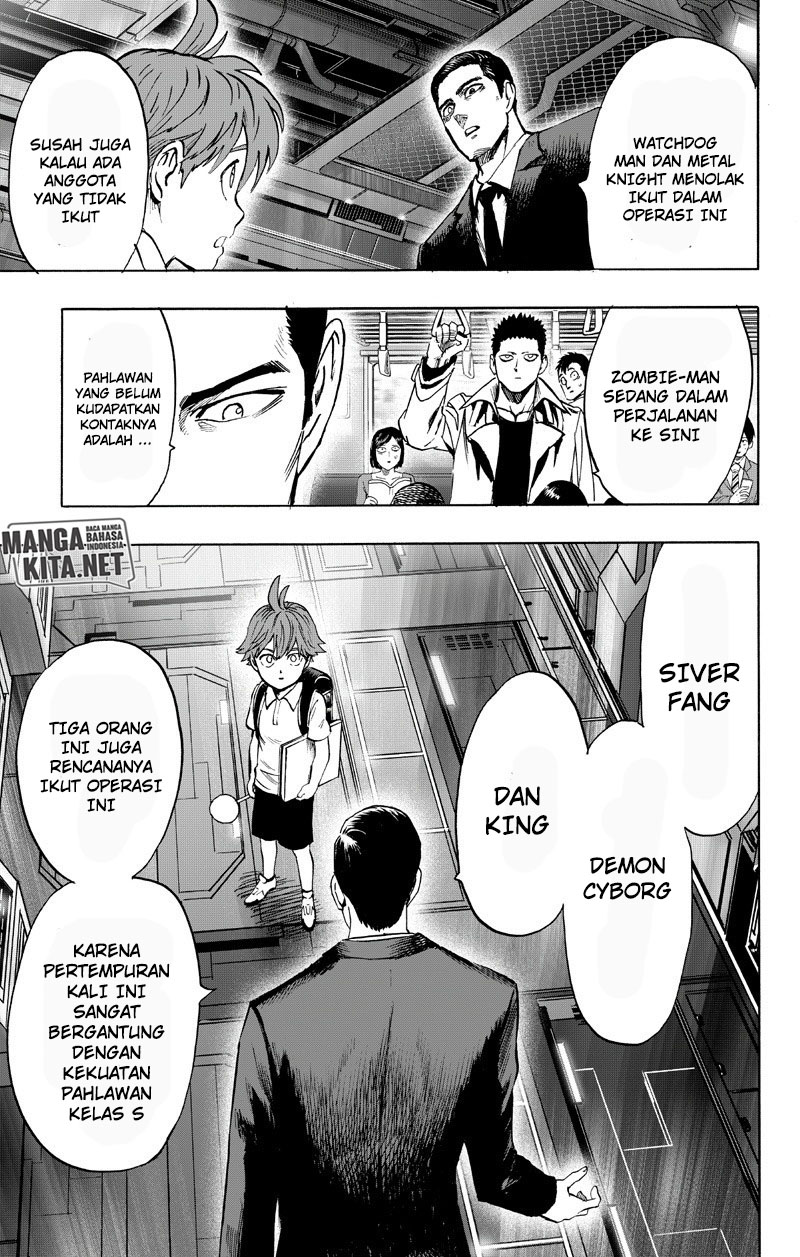 WATCHDOG
MAN DAN METAL
KNIGHT MENOLAK
IKUT DALAM
OPERASI INI
SUSAH JUGA
KALAU ADA
ANGGOTA
YANG TIDAK
IKUT
ZOMBIE-MAN
SEDANG DALAM
PERJALANAN
KE SINI
PAHLAWAN
YANG BELUM
KUDAPATKAN
KONTAKNYA
ADALAH ...
MANGA
BACA MANGA
BAHASA
INDONESIA
KITA.NET
SIVER
FANG
DEMON
CYBORG
DAN
KING
TIGA ORANG
INI JUGA
RENCANANYA
IKUT OPERASI
INI
KARENA
PERTEMPURAN
KALI INI
SANGAT
BERGANTUNG
DENGAN
KEKUATAN
PAHLAWAN
KELAS S